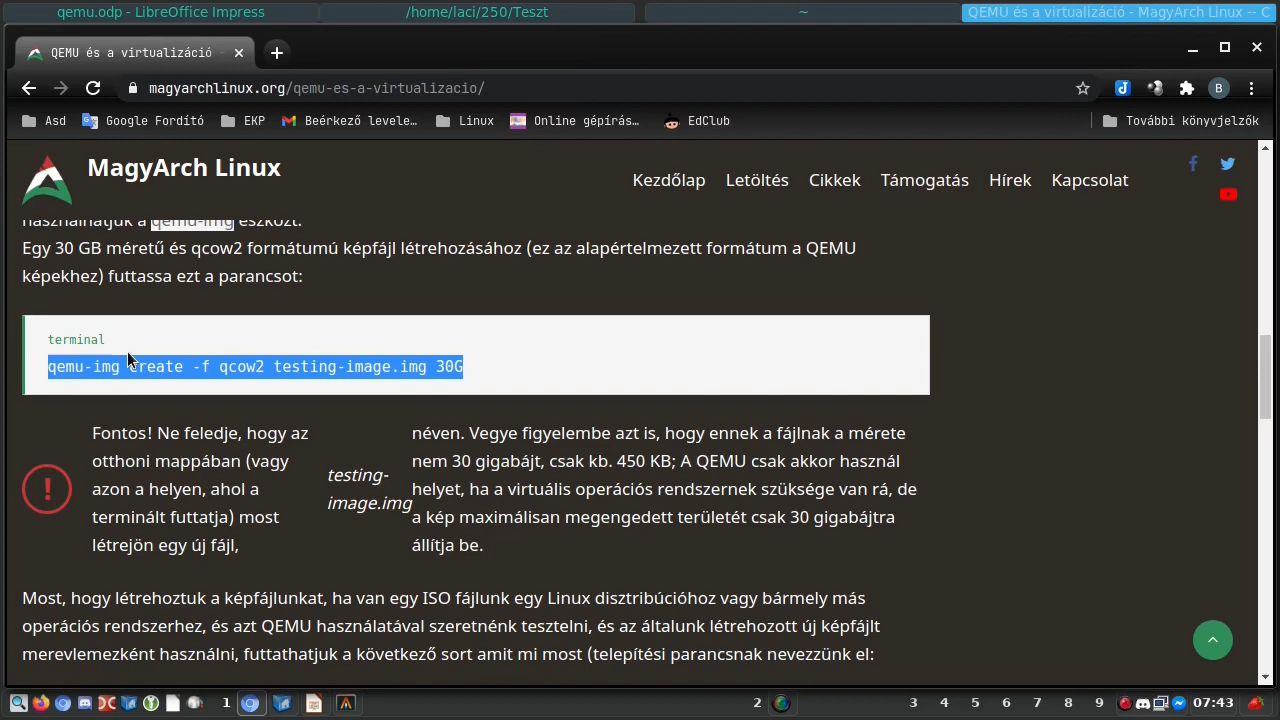 qemu.odp - LibreOffice Impress
/home/laci/250/Teszt
~
QEMU és a virtualizáció - MagyArch Linux -- C
QEMU és a virtualizáció -
magyarchlinux.org/qemu-es-a-virtualizacio/
B
Asd
Google Fordító
EKP
Beérkező levele…
Linux
Online gépírás…
EdClub
További könyvjelzők
MagyArch Linux
Kezdőlap
Letöltés
Cikkek
Támogatás
Hírek
Kapcsolat
használhatjuk a qemu-img eszközt.
Egy 30 GB méretű és qcow2 formátumú képfájl létrehozásához (ez az alapértelmezett formátum a QEMU
képekhez) futtassa ezt a parancsot:
terminal
qemu-img create -f qcow2 testing-image.img 30G
Fontos! Ne feledje, hogy az
otthoni mappában (vagy
azon a helyen, ahol a
terminált futtatja) most
létrejön egy új fájl,
testing-
image.img
néven. Vegye figyelembe azt is, hogy ennek a fájlnak a mérete
nem 30 gigabájt, csak kb. 450 KB; A QEMU csak akkor használ
helyet, ha a virtuális operációs rendszernek szüksége van rá, de
a kép maximálisan megengedett területét csak 30 gigabájtra
állítja be.
Most, hogy létrehoztuk a képfájlunkat, ha van egy ISO fájlunk egy Linux disztribúcióhoz vagy bármely más
operációs rendszerhez, és azt QEMU használatával szeretnénk tesztelni, és az általunk létrehozott új képfájlt
merevlemezként használni, futtathatjuk a következő sort amit mi most (telepítési parancsnak nevezzünk el:
1
2
3
4
5
6
7
8
9
07:43